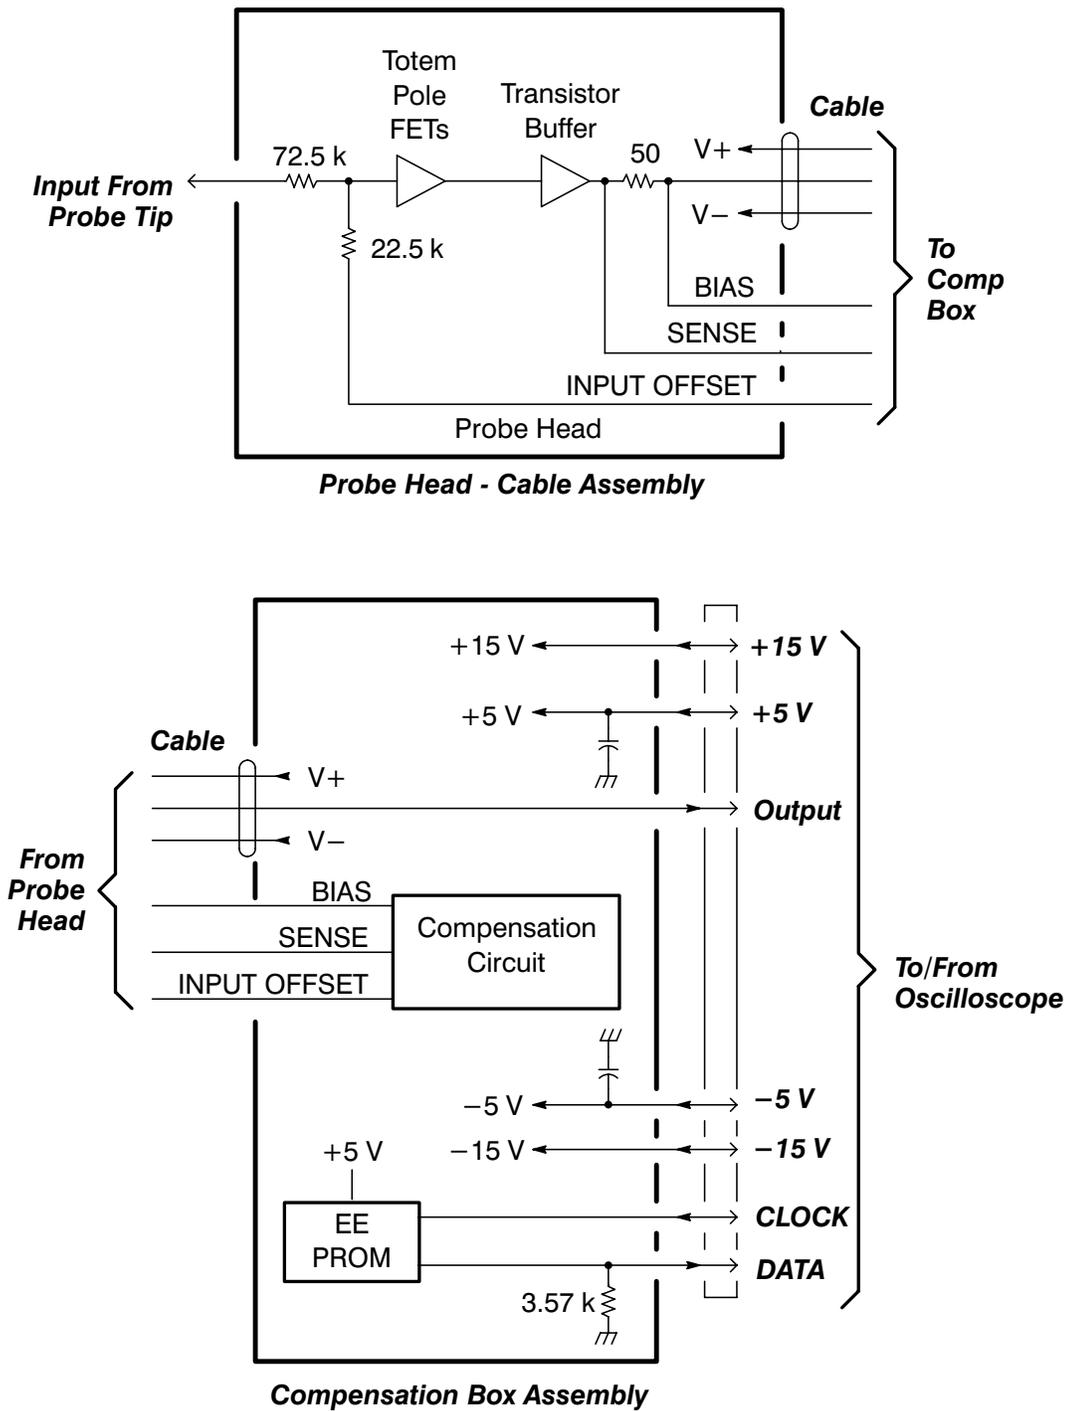 Totem
Pole
FETs
Transistor
Buffer
Cable
72.5 k
50
V+
Input From
Probe Tip
V−
22.5 k
To
Comp
Box
BIAS
SENSE
INPUT OFFSET
Probe Head
Probe Head - Cable Assembly
+15 V
+15 V
+5 V
+5 V
Cable
V+
Output
V−
From
Probe
Head
BIAS
SENSE
INPUT OFFSET
Compensation
Circuit
To/From
Oscilloscope
−5 V
−5 V
−15 V
−15 V
+5 V
EE
PROM
CLOCK
DATA
3.57 k
Compensation Box Assembly